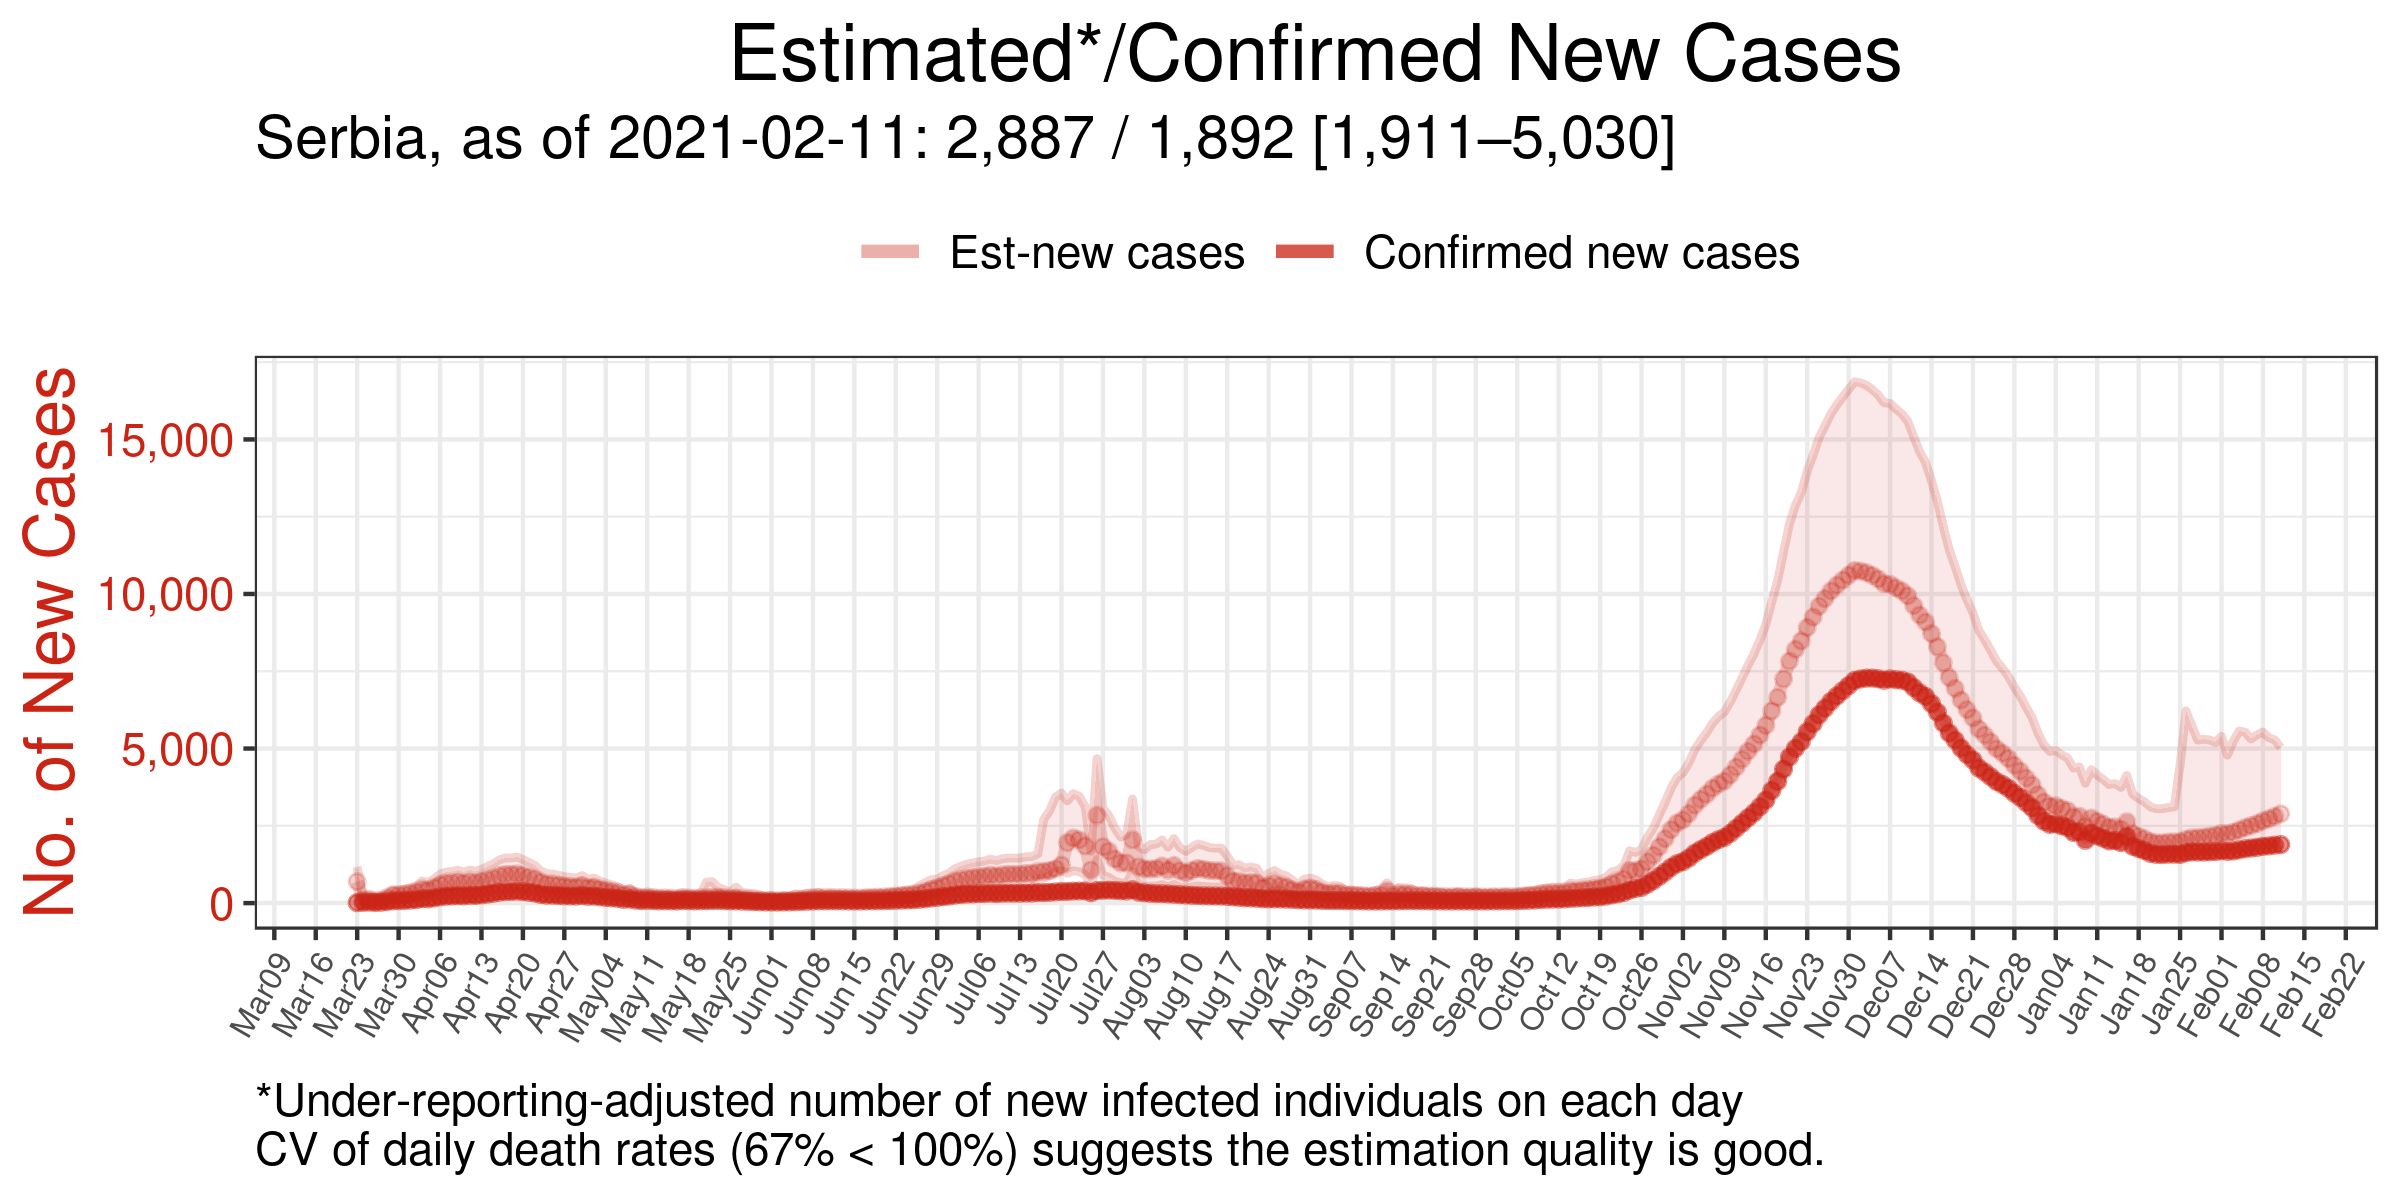 Estimated*/Confirmed New Cases
Serbia, as of 2021-02-11: 2,887 / 1,892 [1,911–5,030]
Est-new cases
Confirmed new cases
No. of New Cases
15,000
10,000
5,000
0
Mar09
Mar16
Mar23
Mar30
Apr06
Apr13
Apr20
Apr27
May04
May11
May18
May25
Jun01
Jun08
Jun15
Jun22
Jun29
Jul06
Jul13
Jul20
Jul27
Aug03
Aug10
Aug17
Aug24
Aug31
Sep07
Sep14
Sep21
Sep28
Oct05
Oct12
Oct19
Oct26
Nov02
Nov09
Nov16
Nov23
Nov30
Dec07
Dec14
Dec21
Dec28
Jan04
Jan11
Jan18
Jan25
Feb01
Feb08
Feb15
Feb22
*Under-reporting-adjusted number of new infected individuals on each day
CV of daily death rates (67% < 100%) suggests the estimation quality is good.